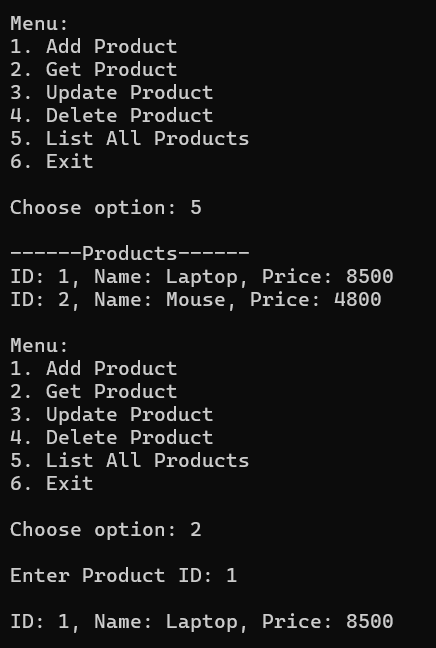 Menu:
1. Add Product
2. Get Product
3. Update Product
4. Delete Product
5. List All Products
6. Exit
Choose option: 5
------Products------
ID: 1, Name: Laptop, Price: 8500
ID: 2, Name: Mouse, Price: 4800
Menu:
1. Add Product
2. Get Product
3. Update Product
4. Delete Product
5. List All Products
6. Exit
Choose option: 2
Enter Product ID: 1
ID: 1, Name: Laptop, Price: 8500